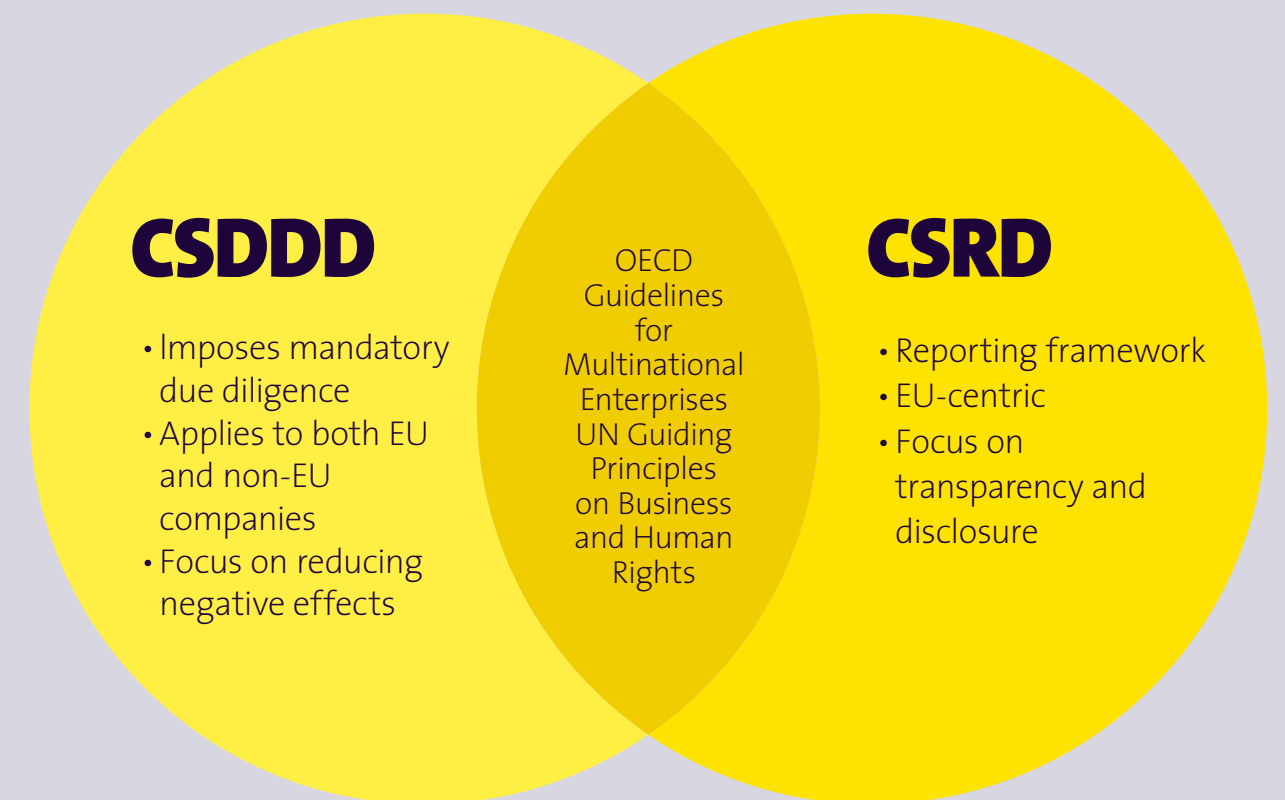 CSDDD
• Imposes mandatory
due diligence
• Applies to both EU
and non-EU
companies
• Focus on reducing
negative effects
OECD
Guidelines
for
Multinational
Enterprises
UN Guiding
Principles
on Business
and Human
Rights
CSRD
• Reporting framework
• EU-centric
• Focus on
transparency and
disclosure